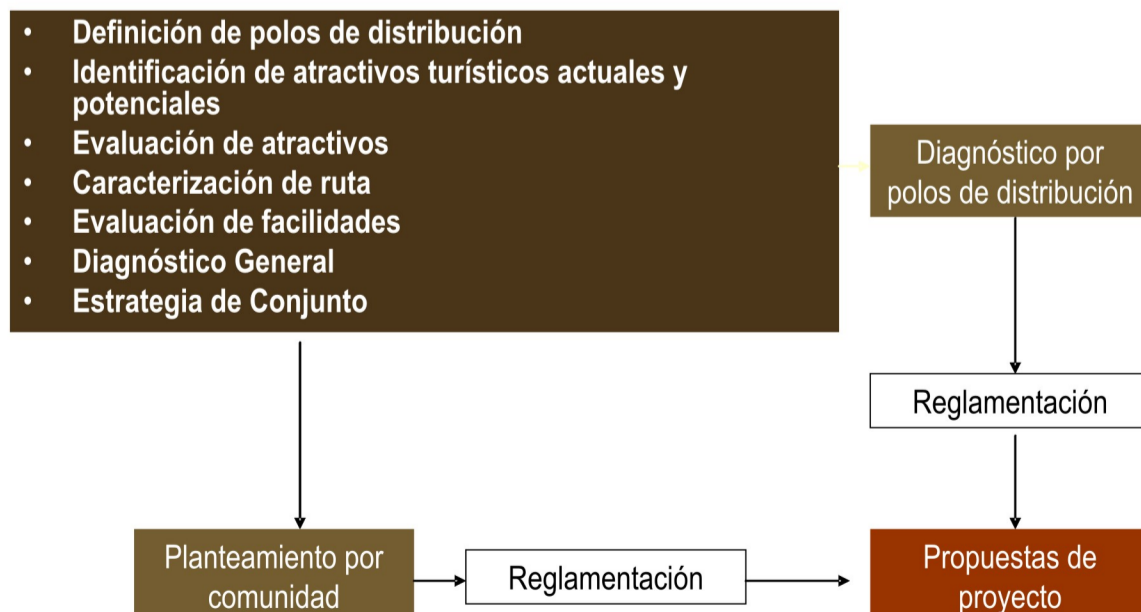 • Definición de polos de distribución
• Identificación de atractivos turísticos actuales y
potenciales
• Evaluación de atractivos
• Caracterización de ruta
• Evaluación de facilidades
• Diagnóstico General
• Estrategia de Conjunto
Diagnóstico por
polos de distribución
Reglamentación
Planteamiento por
comunidad
Reglamentación
Propuestas de
proyecto